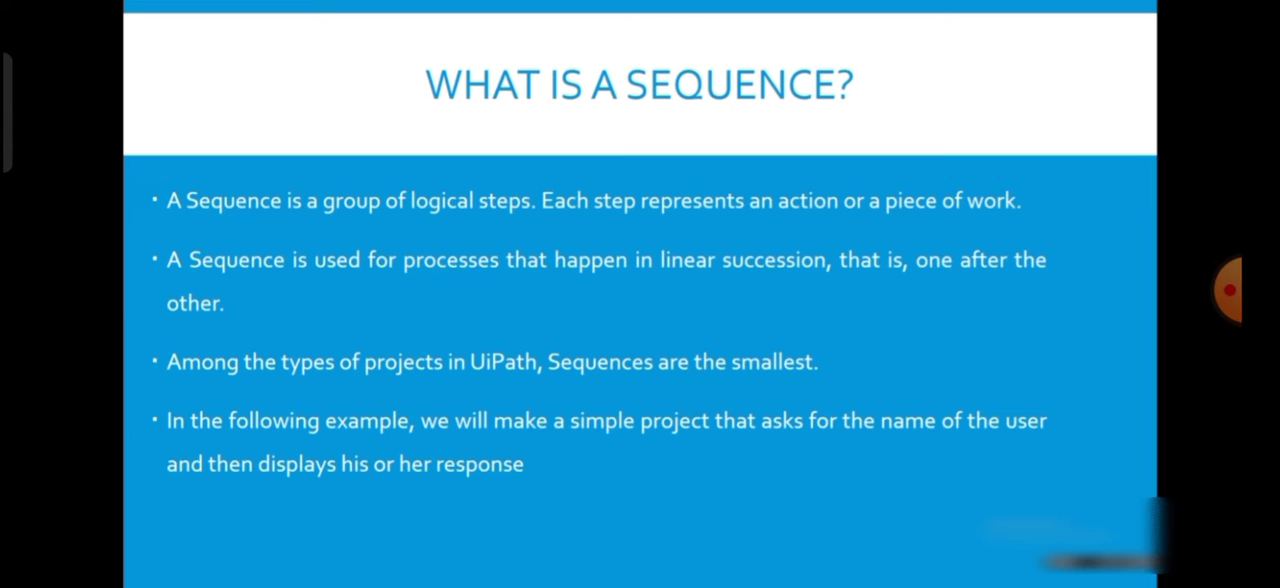 WHAT IS A SEQUENCE?
▪ A Sequence is a group of logical steps. Each step represents an action or a piece of work.
▪ A Sequence is used for processes that happen in linear succession, that is, one after the
other.
▪ Among the types of projects in UiPath, Sequences are the smallest.
▪ In the following example, we will make a simple project that asks for the name of the user
and then displays his or her response